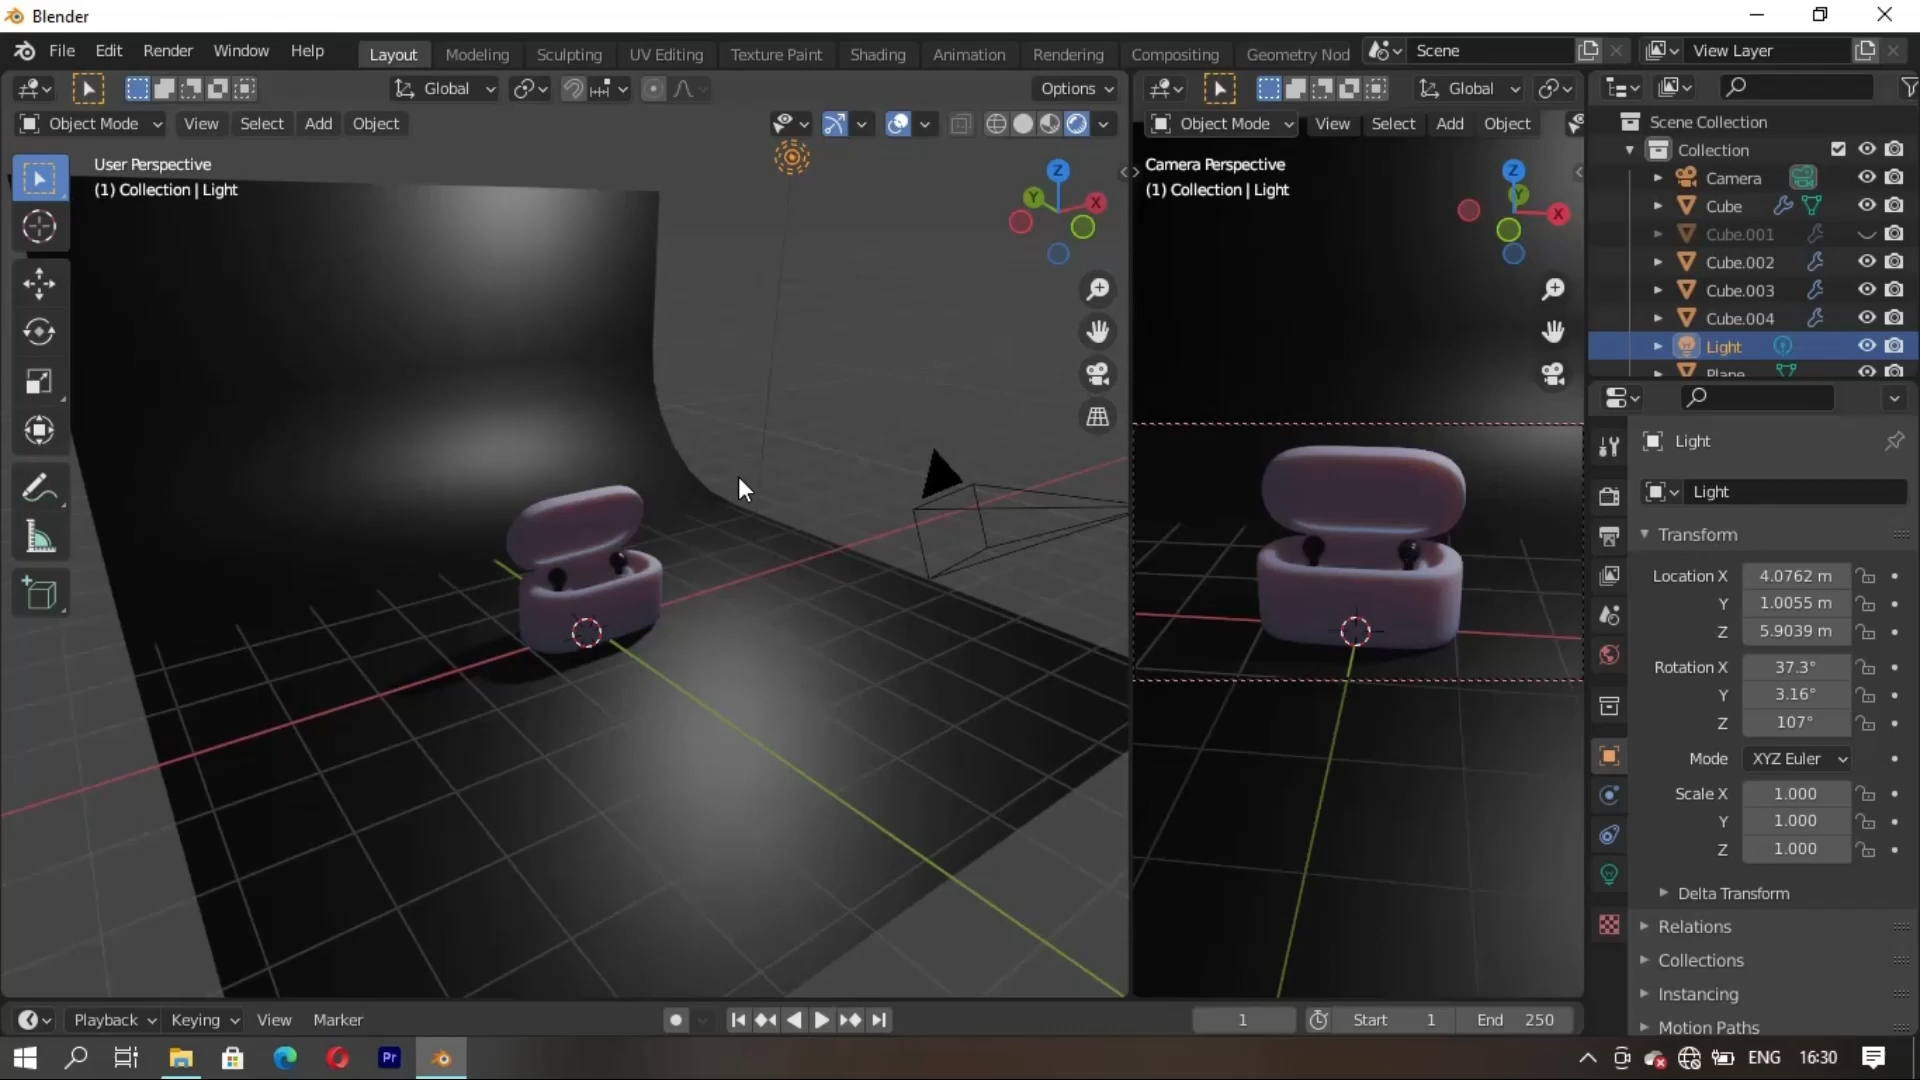 Blender
File Edit Render Window Help Layout Modeling Sculpting UV Editing Texture Paint Shading Animation Rendering Compositing Geometry Nod Scene View Layer
Global Options Global
Object Mode View Select Add Object Object Mode View Select Add Object
User Perspective
(1) Collection | Light
Z
Y
X
Camera Perspective
(1) Collection | Light
Z
Y
X
Scene Collection
Collection
Camera
Cube
Cube.001
Cube.002
Cube.003
Cube.004
Light
Plane
Light
Light
Transform
Location X 4.0762 m
Y 1.0055 m
Z 5.9039 m
Rotation X 37.3°
Y 3.16°
Z 107°
Mode XYZ Euler
Scale X 1.000
Y 1.000
Z 1.000
Delta Transform
Relations
Collections
Instancing
Motion Paths
Playback Keying View Marker 1 Start 1 End 250
Pr ENG 16:30